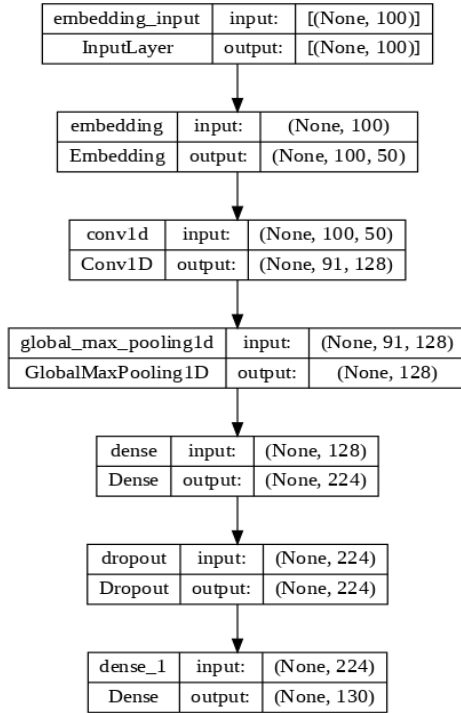 embedding_input input: [(None, 100)]
InputLayer output: [(None, 100)]
embedding input: (None, 100)
Embedding output: (None, 100, 50)
conv1d input: (None, 100, 50)
Conv1D output: (None, 91, 128)
global_max_pooling1d input: (None, 91, 128)
GlobalMaxPooling1D output: (None, 128)
dense input: (None, 128)
Dense output: (None, 224)
dropout input: (None, 224)
Dropout output: (None, 224)
dense_1 input: (None, 224)
Dense output: (None, 130)